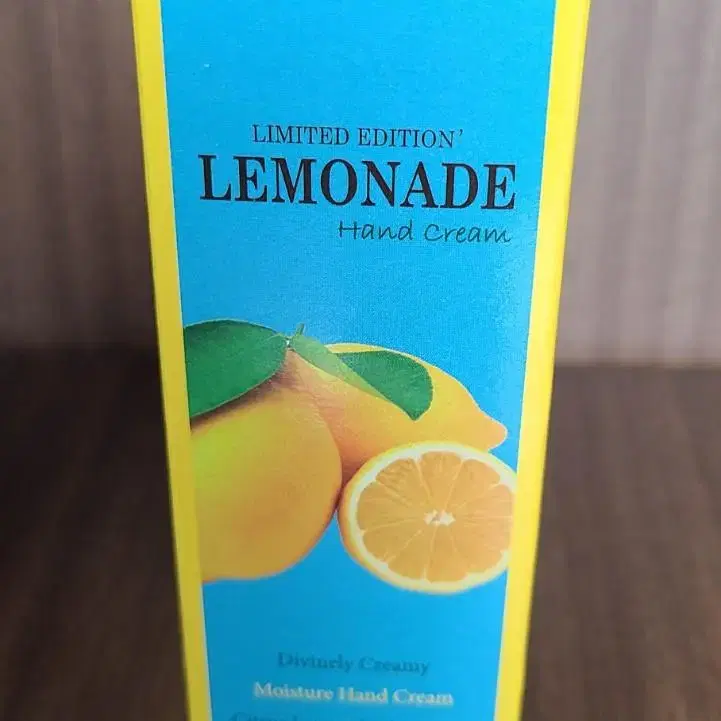 LIMITED EDITION'
LEMONADE
Hand Cream
Divinely Creamy
Moisture Hand Cream